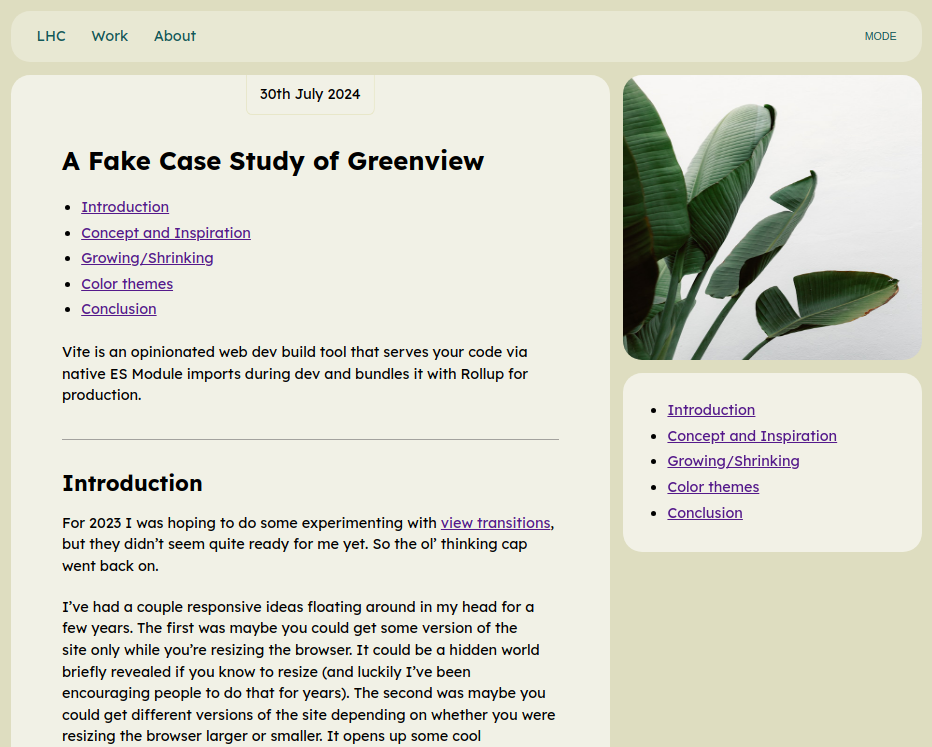 LHC Work About MODE
30th July 2024
A Fake Case Study of Greenview
Introduction
Concept and Inspiration
Growing/Shrinking
Color themes
Conclusion
Vite is an opinionated web dev build tool that serves your code via
native ES Module imports during dev and bundles it with Rollup for
production.
Introduction
For 2023 I was hoping to do some experimenting with view transitions,
but they didn’t seem quite ready for me yet. So the ol’ thinking cap
went back on.
I’ve had a couple responsive ideas floating around in my head for a
few years. The first was maybe you could get some version of the
site only while you’re resizing the browser. It could be a hidden world
briefly revealed if you know to resize (and luckily I’ve been
encouraging people to do that for years). The second was maybe you
could get different versions of the site depending on whether you were
resizing the browser larger or smaller. It opens up some cool
Introduction
Concept and Inspiration
Growing/Shrinking
Color themes
Conclusion